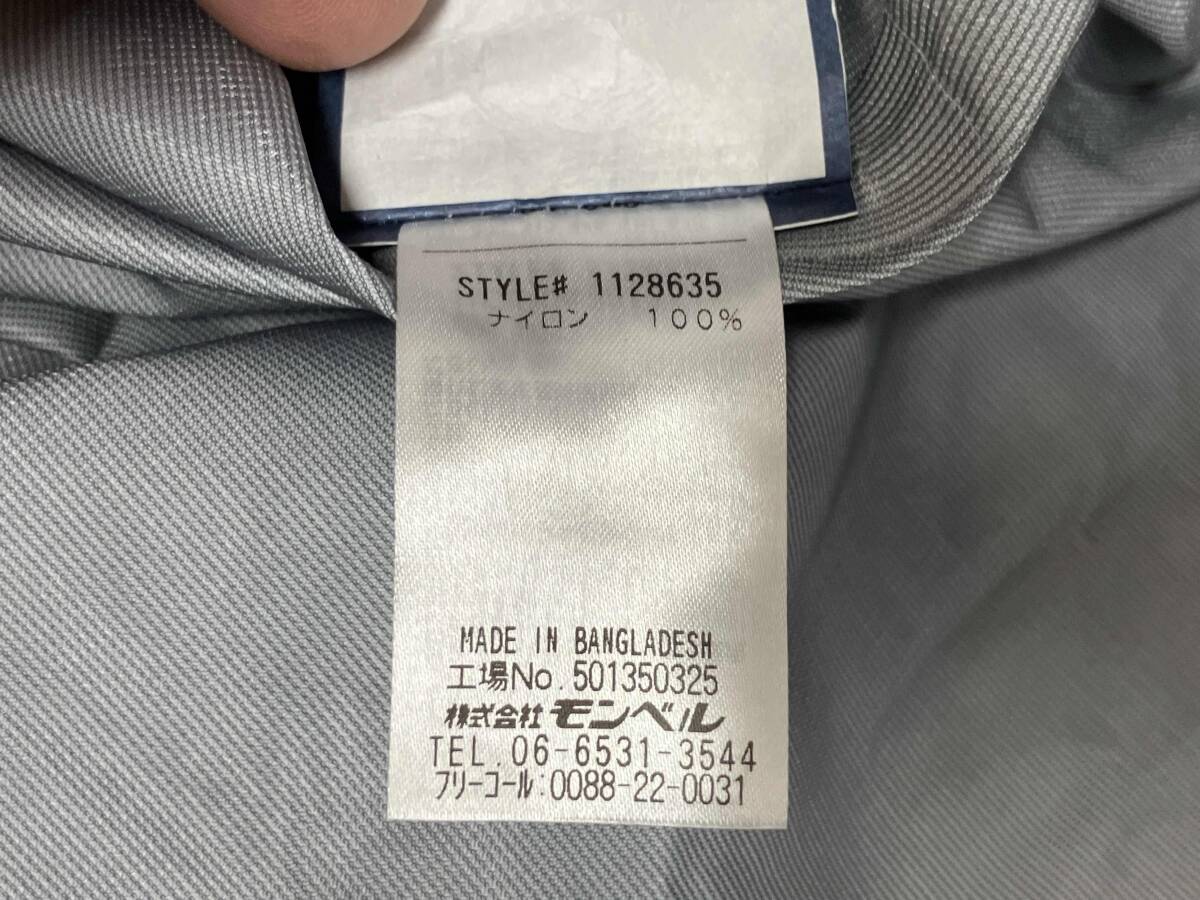 STYLE# 1128635
ナイロン 100%
MADE IN BANGLADESH
工場No.501350325
株式会社 モンベル
TEL.06-6531-3544
フリーコール:0088-22-0031